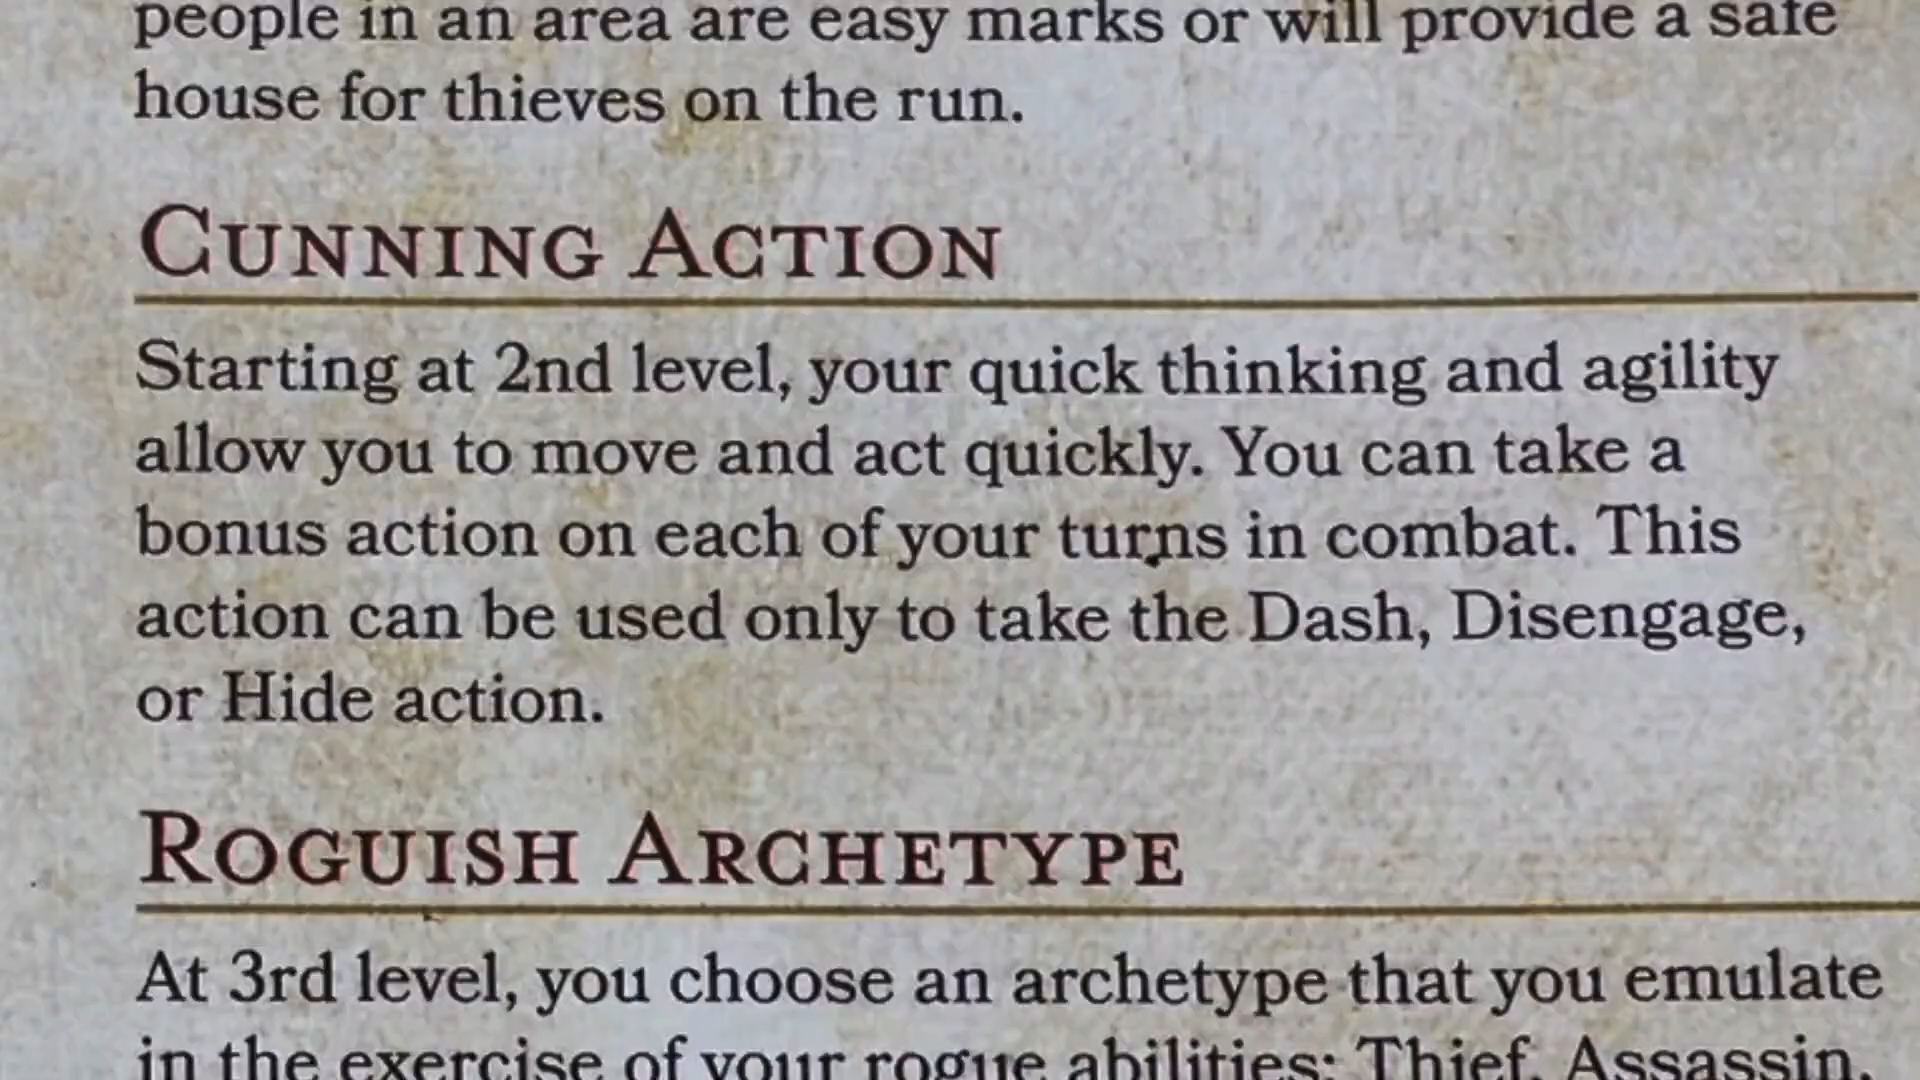 people in an area are easy marks or will provide a safe
house for thieves on the run.
Cunning Action
Starting at 2nd level, your quick thinking and agility
allow you to move and act quickly. You can take a
bonus action on each of your turns in combat. This
action can be used only to take the Dash, Disengage,
or Hide action.
Roguish Archetype
At 3rd level, you choose an archetype that you emulate
in the exercise of your rogue abilities: Thief, Assassin,